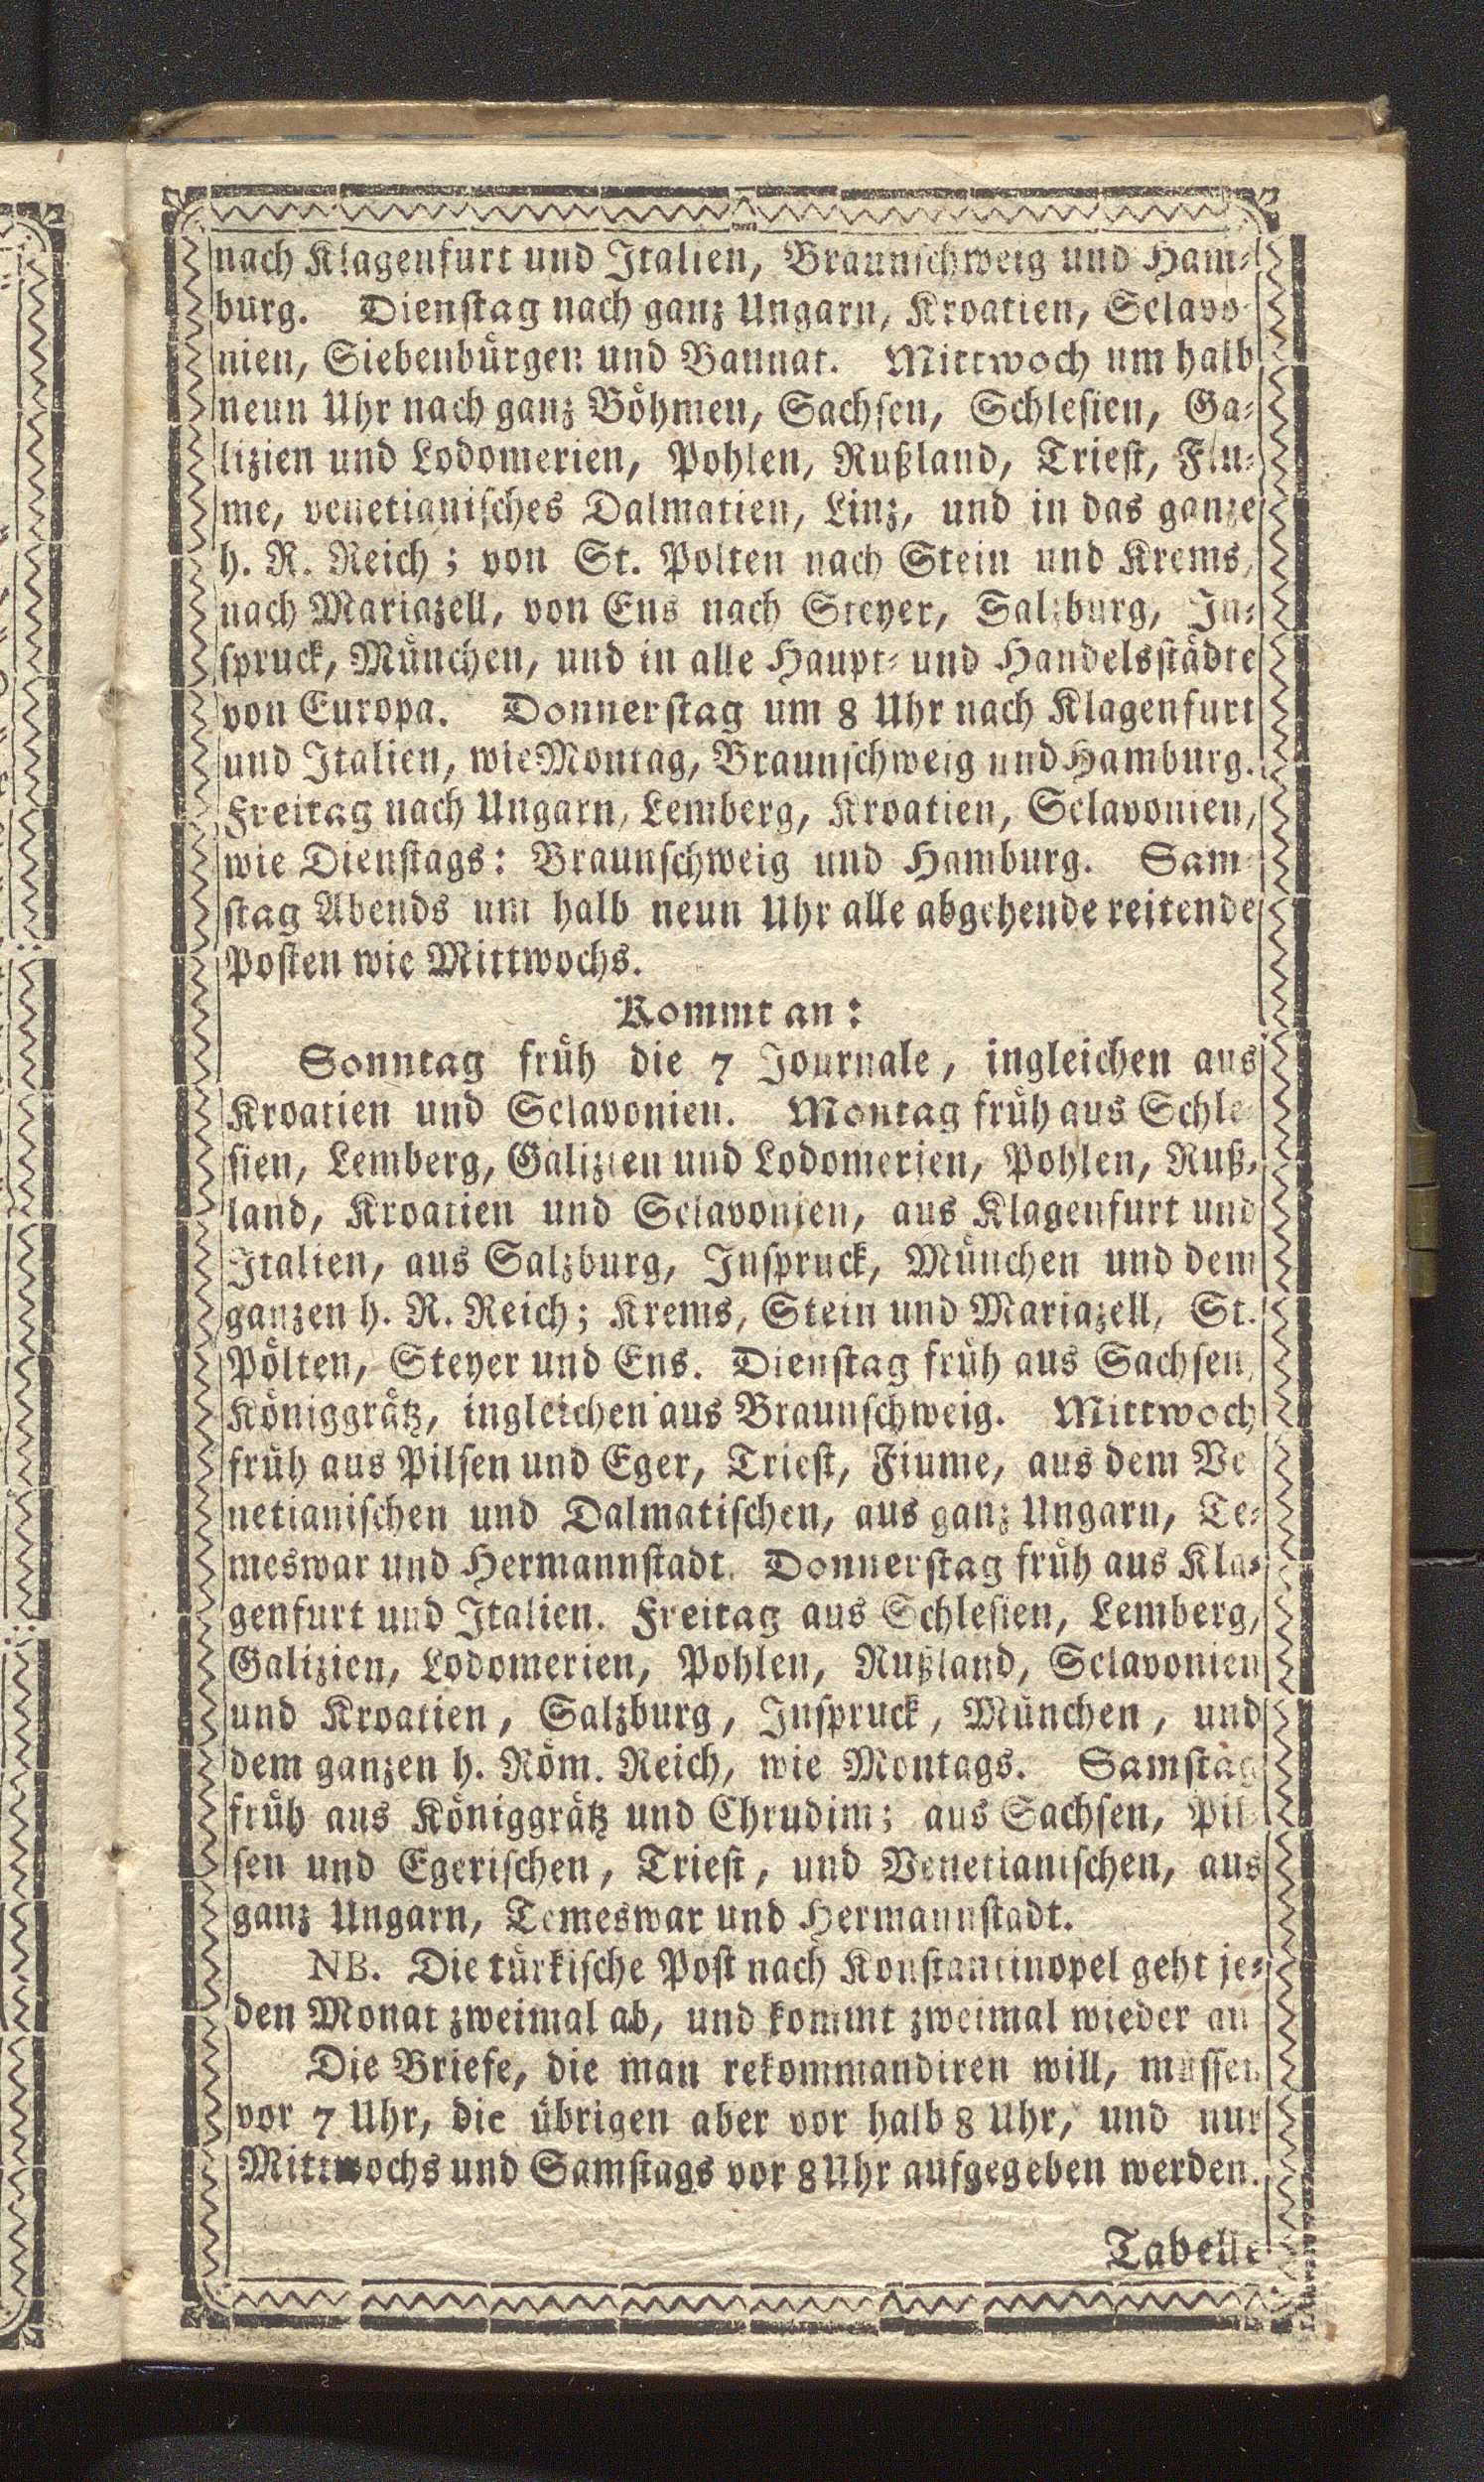 nach Klagenfurt und Italien, Braunschweig und Ham-
burg. Dienstag nach ganz Ungarn, Kroatien, Sclavo-
nien, Siebenbürgen und Bannat. Mittwoch um halb
neun Uhr nach ganz Böhmen, Sachsen, Schlesien, Ga-
lizien und Lodomerien, Pohlen, Rußland, Triest, Fiu-
me, venetianisches Dalmatien, Linz, und in das ganze
h. R. Reich; von St. Polten nach Stein und Krems,
nach Mariazell, von Ens nach Steyer, Salzburg, In-
spruck, München, und in alle Haupt- und Handelsstädte
von Europa. Donnerstag um 8 Uhr nach Klagenfurt
und Italien, wie Montag, Braunschweig und Hamburg.
Freitag nach Ungarn, Lemberg, Kroatien, Sclavonien,
wie Dienstags: Braunschweig und Hamburg. Sam-
stag Abends um halb neun Uhr alle abgehende reitende
Posten wie Mittwochs.
Kommt an:
Sonntag früh die 7 Journale, ingleichen aus
Kroatien und Sclavonien. Montag früh aus Schle-
sien, Lemberg, Galizien und Lodomerien, Pohlen, Ruß-
land, Kroatien und Sclavonien, aus Klagenfurt und
Italien, aus Salzburg, Inspruck, München und dem
ganzen h. R. Reich; Krems, Stein und Mariazell, St.
Pölten, Steyer und Ens. Dienstag früh aus Sachsen,
Königgrätz, ingleichen aus Braunschweig. Mittwoch
früh aus Pilsen und Eger, Triest, Fiume, aus dem Ve
netianischen und Dalmatischen, aus ganz Ungarn, Te-
meswar und Hermannstadt. Donnerstag früh aus Kla-
genfurt und Italien. Freitag aus Schlesien, Lemberg,
Galizien, Lodomerien, Pohlen, Rußland, Sclavonien
und Kroatien, Salzburg, Inspruck, München, und
dem ganzen h. Röm. Reich, wie Montags. Samstag
früh aus Königgrätz und Chrudim; aus Sachsen, Pil
sen und Egerischen, Triest, und Venetianischen, aus
ganz Ungarn, Temeswar und Hermannstadt.
NB. Die türkische Post nach Konstantinopel geht je-
den Monat zweimal ab, und kommt zweimal wieder an
Die Briefe, die man rekommandiren will, müssen
vor 7 Uhr, die übrigen aber vor halb 8 Uhr, und nur
Mittwochs und Samstags vor 8 Uhr aufgegeben werden.
Tabelle